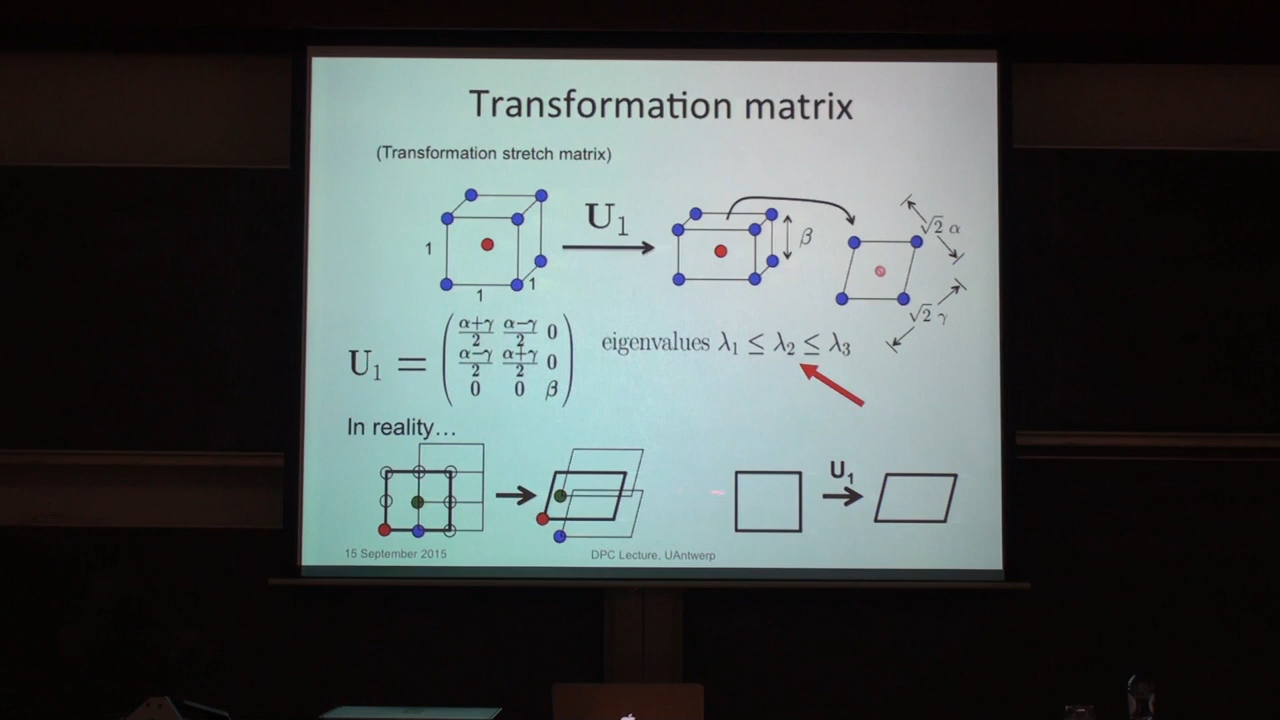 Transformation matrix
(Transformation stretch matrix)
U₁
1
1
1
β
√2 α
√2 γ
U₁ = ( (α+γ)/2 (α−γ)/2 0
(α−γ)/2 (α+γ)/2 0
0 0 β )
eigenvalues λ₁ ≤ λ₂ ≤ λ₃
In reality…
U₁
15 September 2015
DPC Lecture, UAntwerp